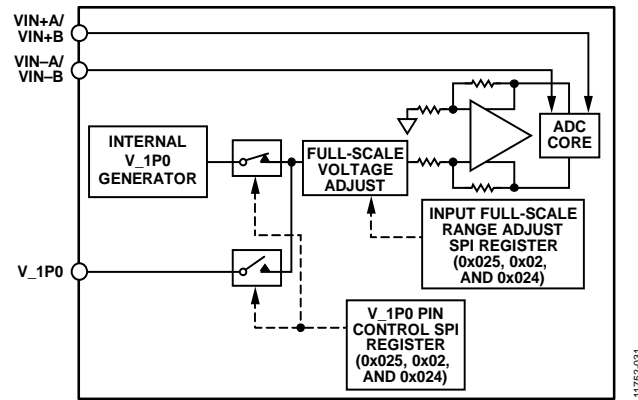 VIN+A/
VIN+B
VIN–A/
VIN–B
ADC
CORE
INTERNAL
V_1P0
GENERATOR
FULL-SCALE
VOLTAGE
ADJUST
INPUT FULL-SCALE
RANGE ADJUST
SPI REGISTER
(0x025, 0x02,
AND 0x024)
V_1P0
V_1P0 PIN
CONTROL SPI
REGISTER
(0x025, 0x02,
AND 0x024)
11752-031